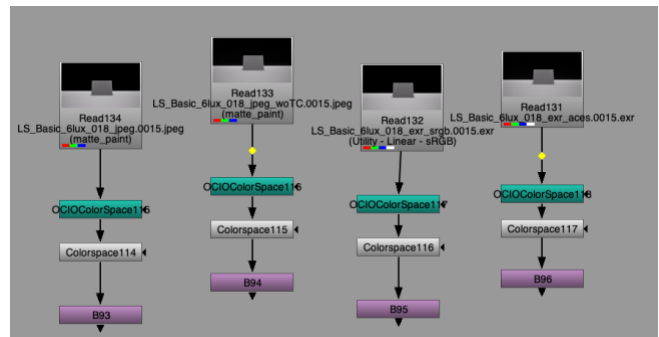 Read134
LS_Basic_6lux_018_jpeg.0015.jpeg
(matte_paint)
OCIOColorSpace115
Colorspace114
B93
Read133
LS_Basic_6lux_018_jpeg_woTC.0015.jpeg
(matte_paint)
OCIOColorSpace116
Colorspace115
B94
Read132
LS_Basic_6lux_018_exr_srgb.0015.exr
(Utility - Linear - sRGB)
OCIOColorSpace117
Colorspace116
B95
Read131
LS_Basic_6lux_018_exr_aces.0015.exr
OCIOColorSpace118
Colorspace117
B96